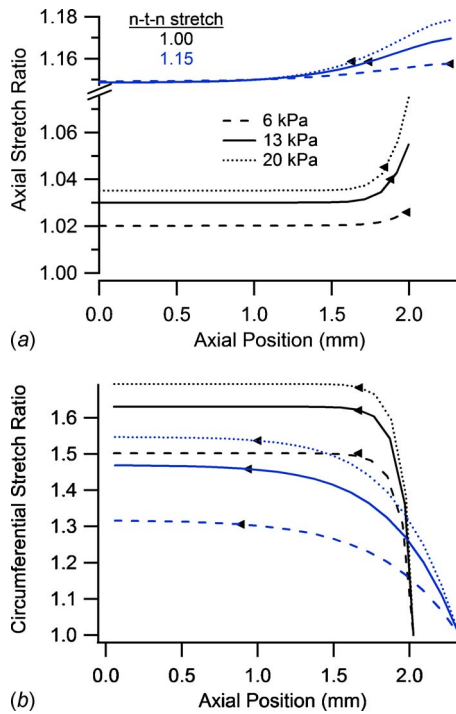 n-t-n stretch
1.00
1.15
1.18
1.16
1.06
1.04
1.02
1.00
Axial Stretch Ratio
6 kPa
13 kPa
20 kPa
0.0 0.5 1.0 1.5 2.0
Axial Position (mm)
(a)
1.6
1.5
1.4
1.3
1.2
1.1
1.0
Circumferential Stretch Ratio
0.0 0.5 1.0 1.5 2.0
Axial Position (mm)
(b)